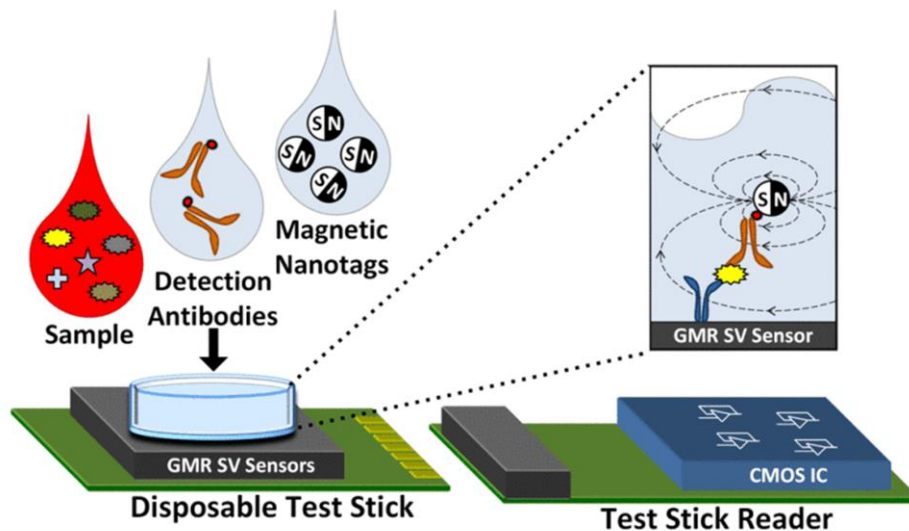 S N
S N
S N
S N
Magnetic
Nanotags
Detection
Antibodies
Sample
S N
GMR SV Sensor
GMR SV Sensors
CMOS IC
Disposable Test Stick
Test Stick Reader